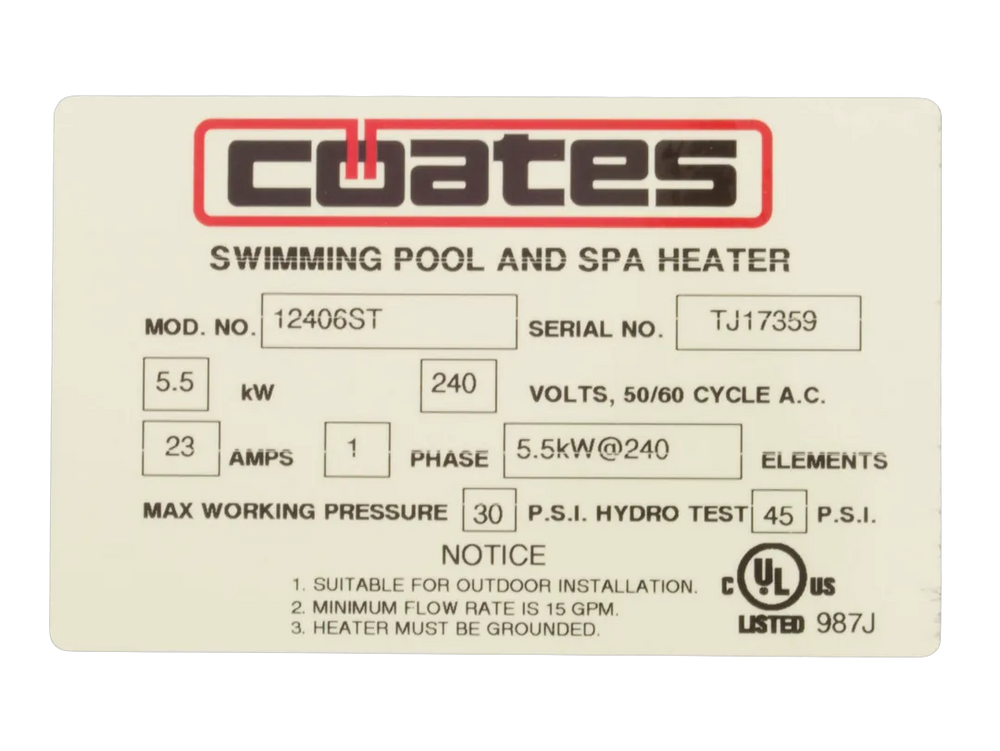 coates
SWIMMING POOL AND SPA HEATER
MOD. NO. 12406ST SERIAL NO. TJ17359
5.5 kW 240 VOLTS, 50/60 CYCLE A.C.
23 AMPS 1 PHASE 5.5kW@240 ELEMENTS
MAX WORKING PRESSURE 30 P.S.I. HYDRO TEST 45 P.S.I.
NOTICE
1. SUITABLE FOR OUTDOOR INSTALLATION.
2. MINIMUM FLOW RATE IS 15 GPM.
3. HEATER MUST BE GROUNDED.
C UL US
LISTED 987J